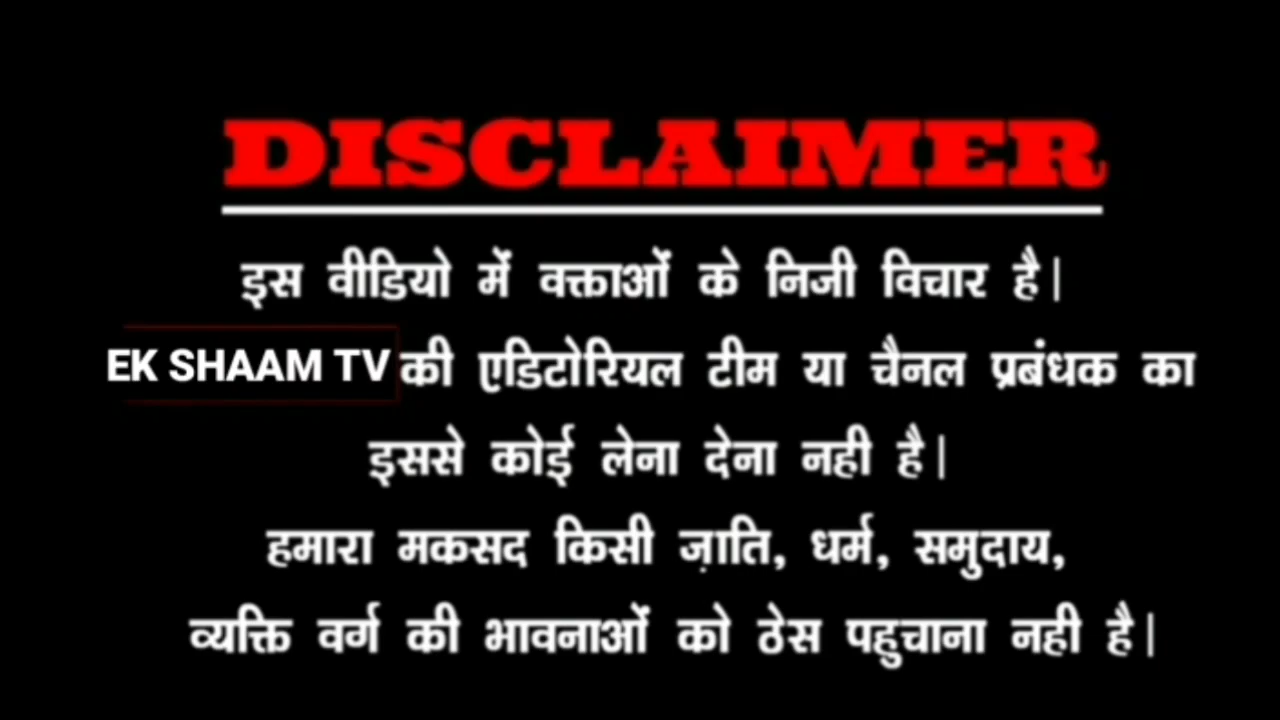 DISCLAIMER
इस वीडियो में वक्ताओं के निजी विचार है|
EK SHAAM TV की एडिटोरियल टीम या चैनल प्रबंधक का
इससे कोई लेना देना नही है|
हमारा मकसद किसी ज़ाति, धर्म, समुदाय,
व्यक्ति वर्ग की भावनाओं को ठेस पहुचाना नही है|